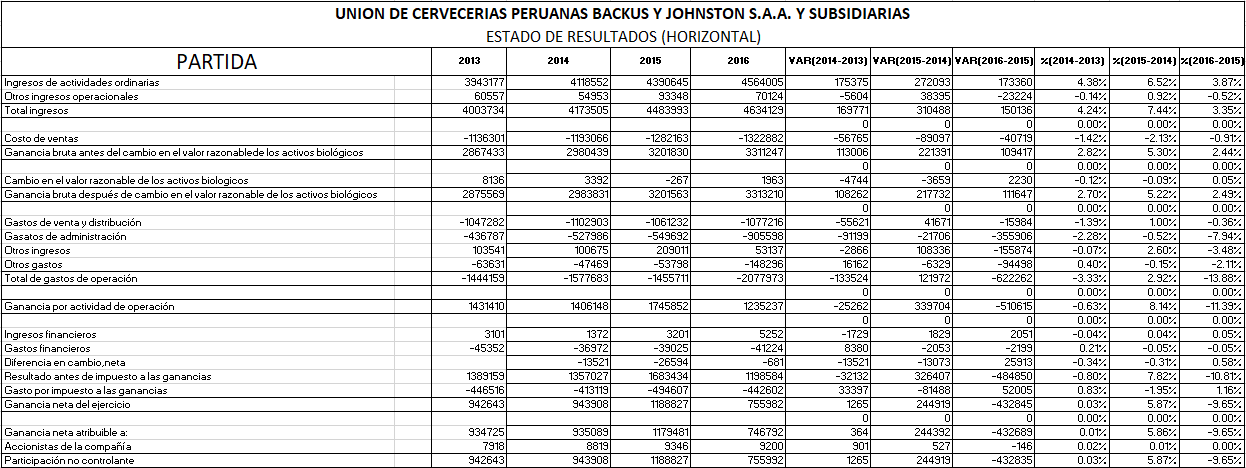 UNION DE CERVECERIAS PERUANAS BACKUS Y JOHNSTON S.A.A. Y SUBSIDIARIAS
ESTADO DE RESULTADOS (HORIZONTAL)
PARTIDA 2013 2014 2015 2016 VAR(2014-2013) VAR(2015-2014) VAR(2016-2015) %(2014-2013) %(2015-2014) %(2016-2015)
Ingresos de actividades ordinarias 3943177 4118552 4390645 4564005 175375 272093 173360 4.38% 6.52% 3.87%
Otros ingresos operacionales 60557 54953 93348 70124 -5604 38395 -23224 -0.14% 0.92% -0.52%
Total ingresos 4003734 4173505 4483993 4634129 169771 310488 150136 4.24% 7.44% 3.35%
0 0 0 0.00% 0.00% 0.00%
Costo de ventas -1136301 -1193066 -1282163 -1322882 -56765 -89097 -40719 -1.42% -2.13% -0.91%
Ganancia bruta antes del cambio en el valor razonablede los activos biológicos 2867433 2980439 3201830 3311247 113006 221391 109417 2.82% 5.30% 2.44%
0 0 0 0.00% 0.00% 0.00%
Cambio en el valor razonable de los activos biologicos 8136 3392 -267 1963 -4744 -3659 2230 -0.12% -0.09% 0.05%
Ganancia bruta después de cambio en el valor razonable de los activos biológicos 2875569 2983831 3201563 3313210 108262 217732 111647 2.70% 5.22% 2.49%
0 0 0 0.00% 0.00% 0.00%
Gastos de venta y distribución -1047282 -1102903 -1061232 -1077216 -55621 41671 -15984 -1.39% 1.00% -0.36%
Gasatos de administración -436787 -527986 -549692 -905598 -91199 -21706 -355906 -2.28% -0.52% -7.94%
Otros ingresos 103541 100675 209011 53137 -2866 108336 -155874 -0.07% 2.60% -3.48%
Otros gastos -63631 -47469 -53798 -148296 16162 -6329 -94498 0.40% -0.15% -2.11%
Total de gastos de operación -1444159 -1577683 -1455711 -2077973 -133524 121972 -622262 -3.33% 2.92% -13.88%
0 0 0 0.00% 0.00% 0.00%
Ganancia por actividad de operación 1431410 1406148 1745852 1235237 -25262 339704 -510615 -0.63% 8.14% -11.39%
0 0 0 0.00% 0.00% 0.00%
Ingresos financieros 3101 1372 3201 5252 -1729 1829 2051 -0.04% 0.04% 0.05%
Gastos financieros -45352 -36972 -39025 -41224 8380 -2053 -2199 0.21% -0.05% -0.05%
Diferencia en cambio,neta -13521 -26594 -681 -13521 -13073 25913 -0.34% -0.31% 0.58%
Resultado antes de impuesto a las ganancias 1389159 1357027 1683434 1198584 -32132 326407 -484850 -0.80% 7.82% -10.81%
Gasto por impuesto a las ganancias -446516 -413119 -494607 -442602 33397 -81488 52005 0.83% -1.95% 1.16%
Ganancia neta del ejercicio 942643 943908 1188827 755982 1265 244919 -432845 0.03% 5.87% -9.65%
0 0 0 0.00% 0.00% 0.00%
Ganancia neta atribuible a: 934725 935089 1179481 746792 364 244392 -432689 0.01% 5.86% -9.65%
Accionistas de la compañía 7918 8819 9346 9200 901 527 -146 0.02% 0.01% 0.00%
Participación no controlante 942643 943908 1188827 755992 1265 244919 -432835 0.03% 5.87% -9.65%